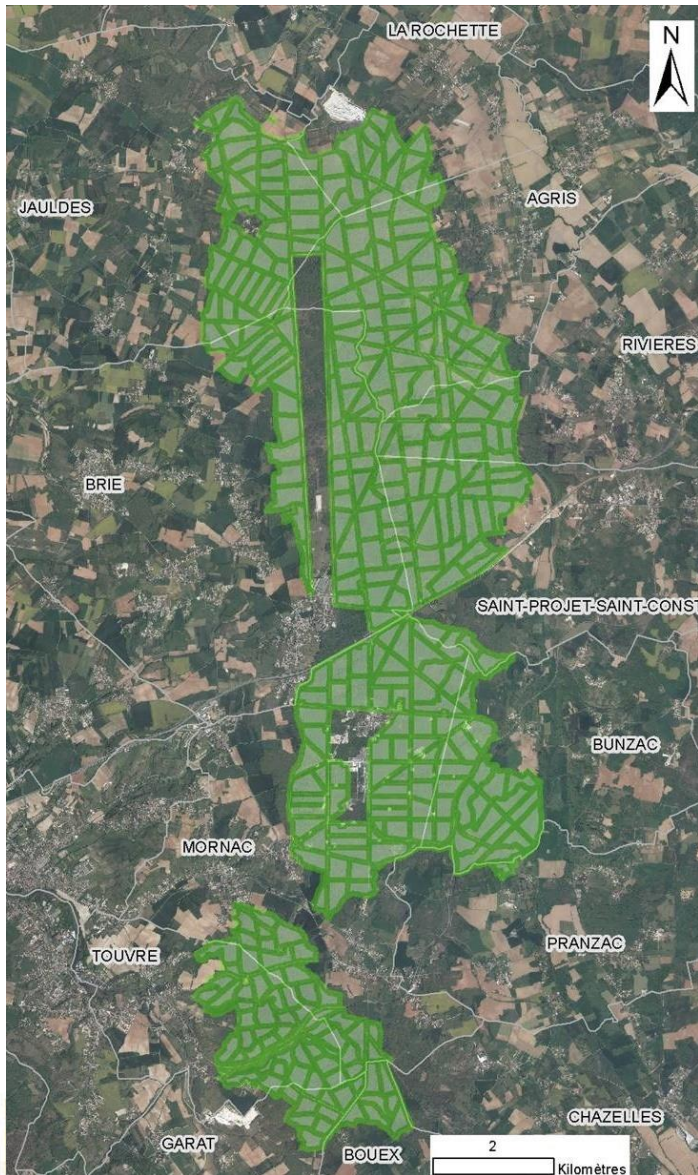 LA ROCHETTE
N
AGRIS
JAULDES
RIVIERES
BRIE
SAINT-PROJET-SAINT-CONST
BUNZAC
MORNAC
TOUVRE
PRANZAC
CHAZELLES
GARAT
BOUEX
2
Kilomètres